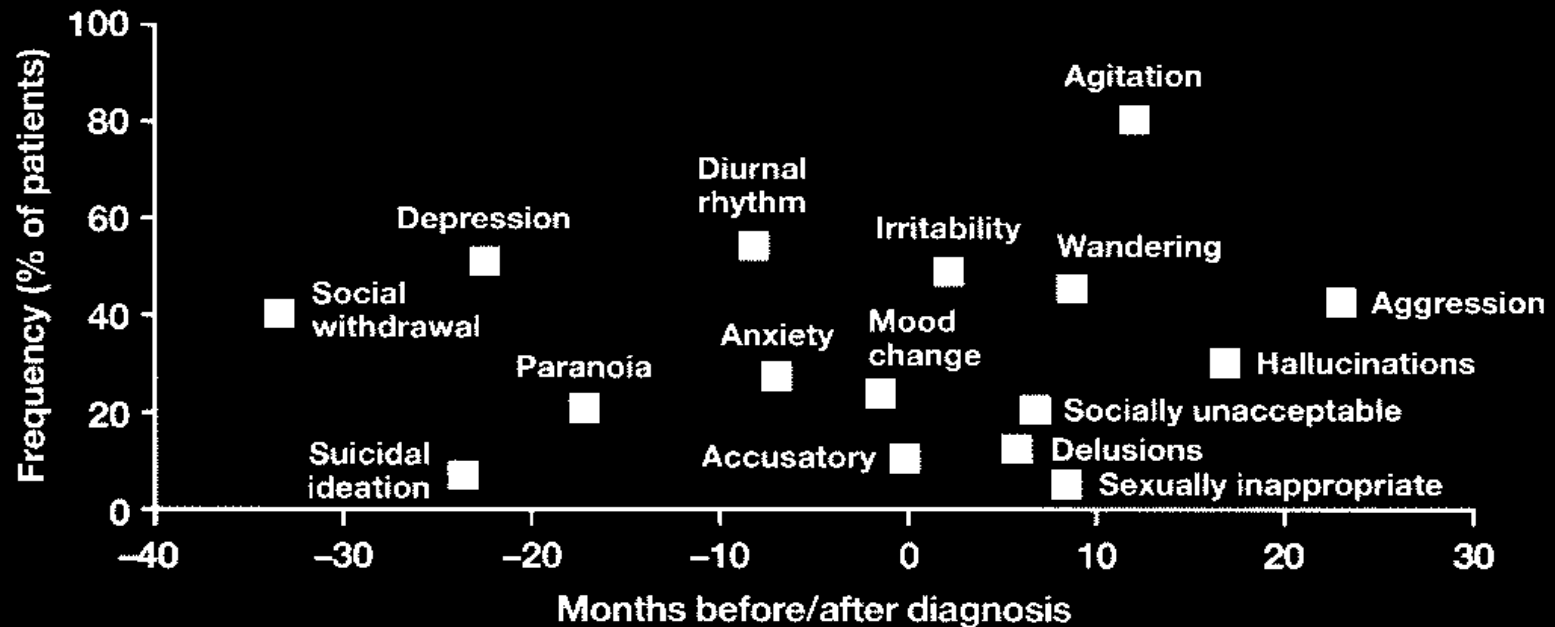 Frequency (% of patients)
100
80
60
40
20
0
Agitation
Diurnal
rhythm
Depression
Irritability
Wandering
Social
withdrawal
Aggression
Mood
change
Anxiety
Paranoia
Hallucinations
Socially unacceptable
Suicidal
ideation
Accusatory
Delusions
Sexually inappropriate
–40
–30
–20
–10
0
10
20
30
Months before/after diagnosis